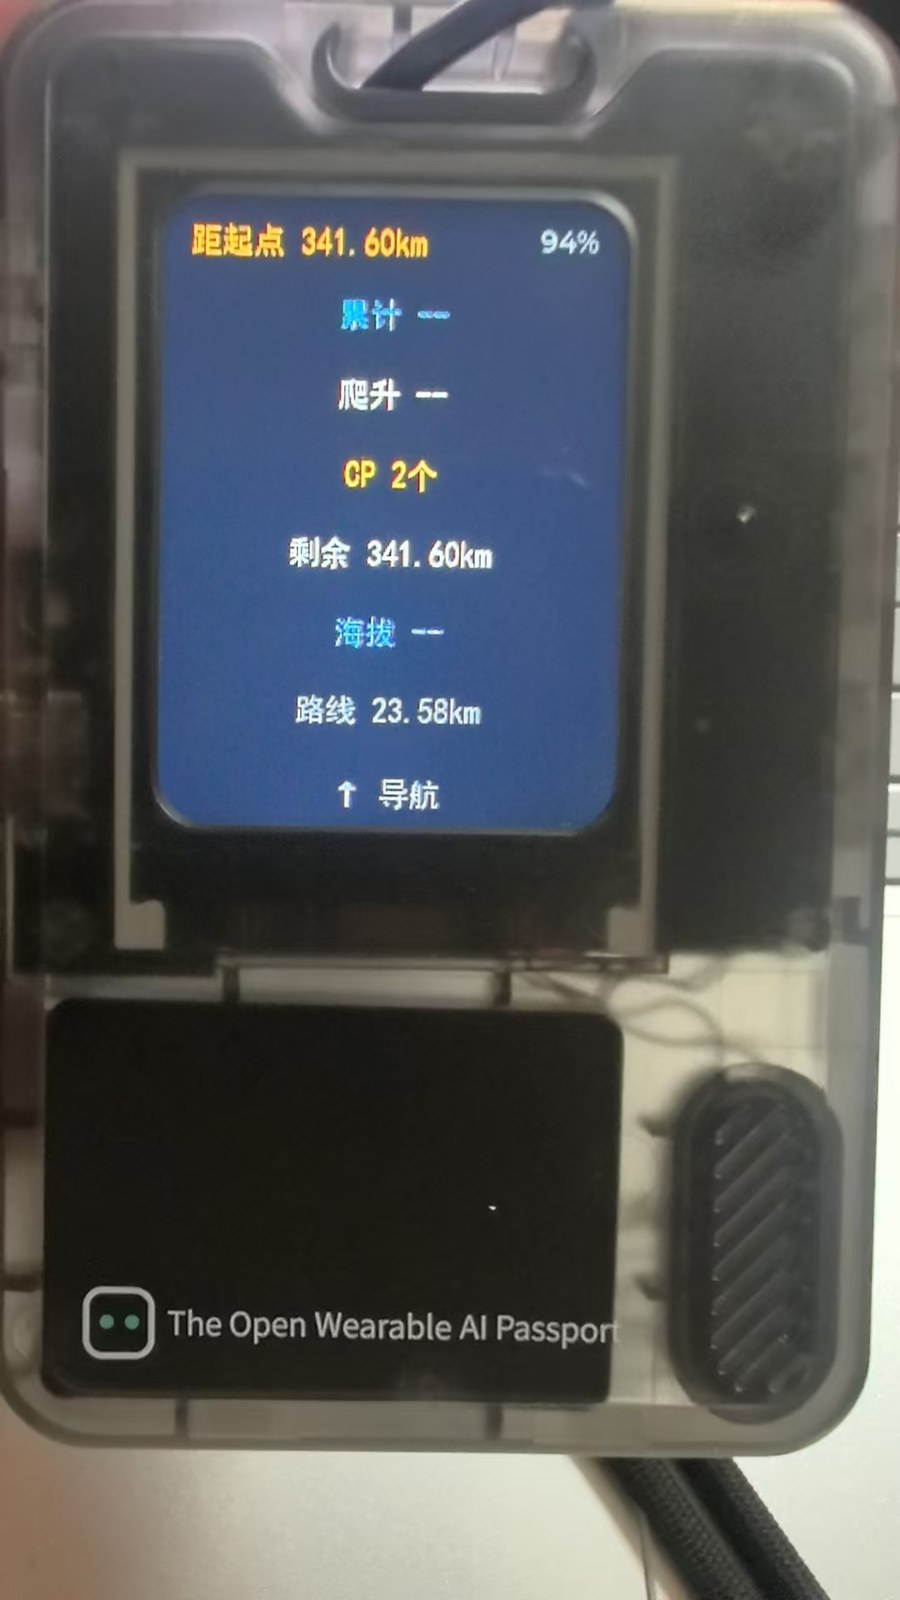 距起点 341.60km 94%
累计 --
爬升 --
CP 2个
剩余 341.60km
海拔 --
路线 23.58km
↑ 导航
The Open Wearable AI Passport